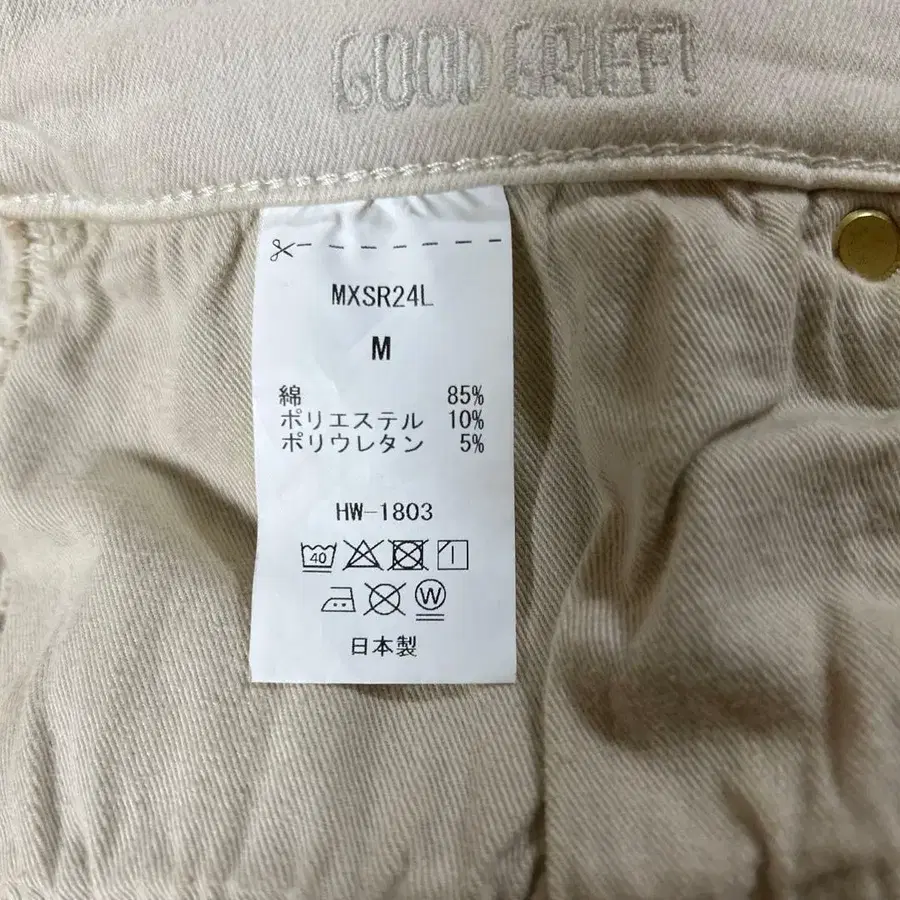 GOOD GRIEF!
MXSR24L
M
綿 85%
ポリエステル 10%
ポリウレタン 5%
HW-1803
40
W
日本製